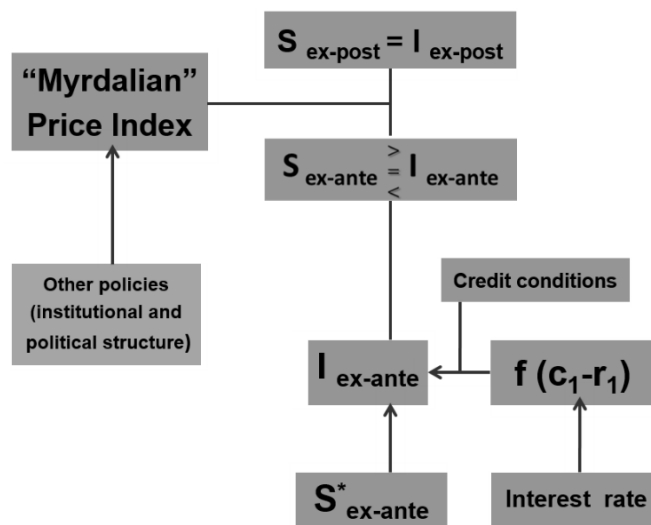 S ex-post = I ex-post
“Myrdalian”
Price Index
S ex-ante >
=
< I ex-ante
Other policies
(institutional and
political structure)
Credit conditions
I ex-ante
f (c₁-r₁)
S*ex-ante
Interest rate